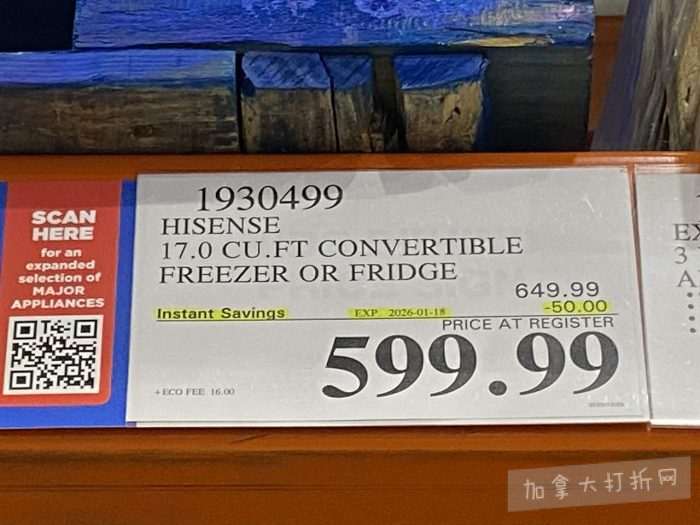 SCAN
HERE
for an
expanded
selection of
MAJOR
APPLIANCES
1930499
HISENSE
17.0 CU.FT CONVERTIBLE
FREEZER OR FRIDGE
649.99
Instant Savings EXP. 2026-01-18 -50.00
PRICE AT REGISTER
599.99
+ECO FEE 16.00
EX
3
A
加拿大打折网